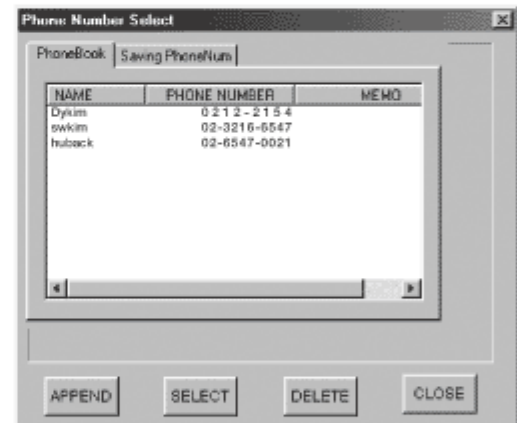 Phone Number Select
PhoneBook Saving PhoneNum
NAME PHONE NUMBER MEMO
Dykim 0212-2154
swkim 02-3216-6547
huback 02-6547-0021
APPEND SELECT DELETE CLOSE